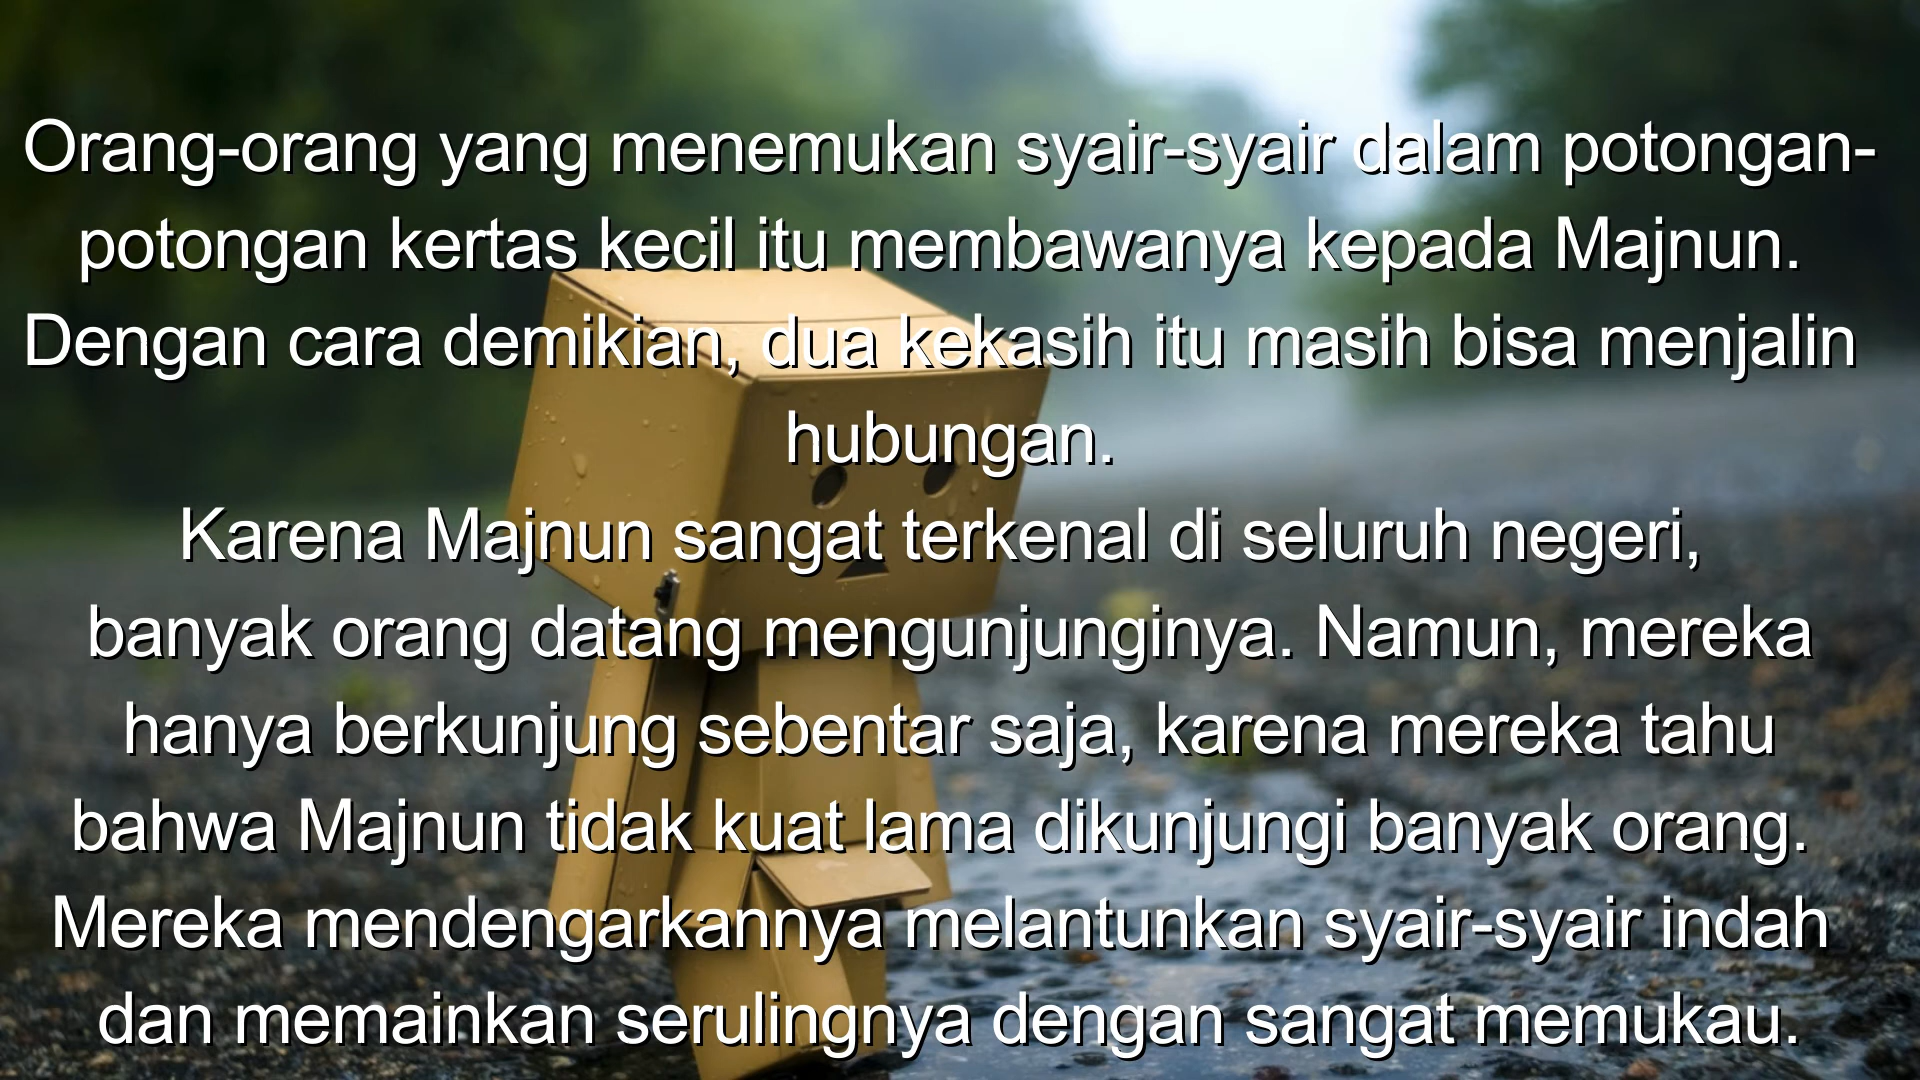 Orang-orang yang menemukan syair-syair dalam potongan-
potongan kertas kecil itu membawanya kepada Majnun.
Dengan cara demikian, dua kekasih itu masih bisa menjalin
hubungan.
Karena Majnun sangat terkenal di seluruh negeri,
banyak orang datang mengunjunginya. Namun, mereka
hanya berkunjung sebentar saja, karena mereka tahu
bahwa Majnun tidak kuat lama dikunjungi banyak orang.
Mereka mendengarkannya melantunkan syair-syair indah
dan memainkan serulingnya dengan sangat memukau.